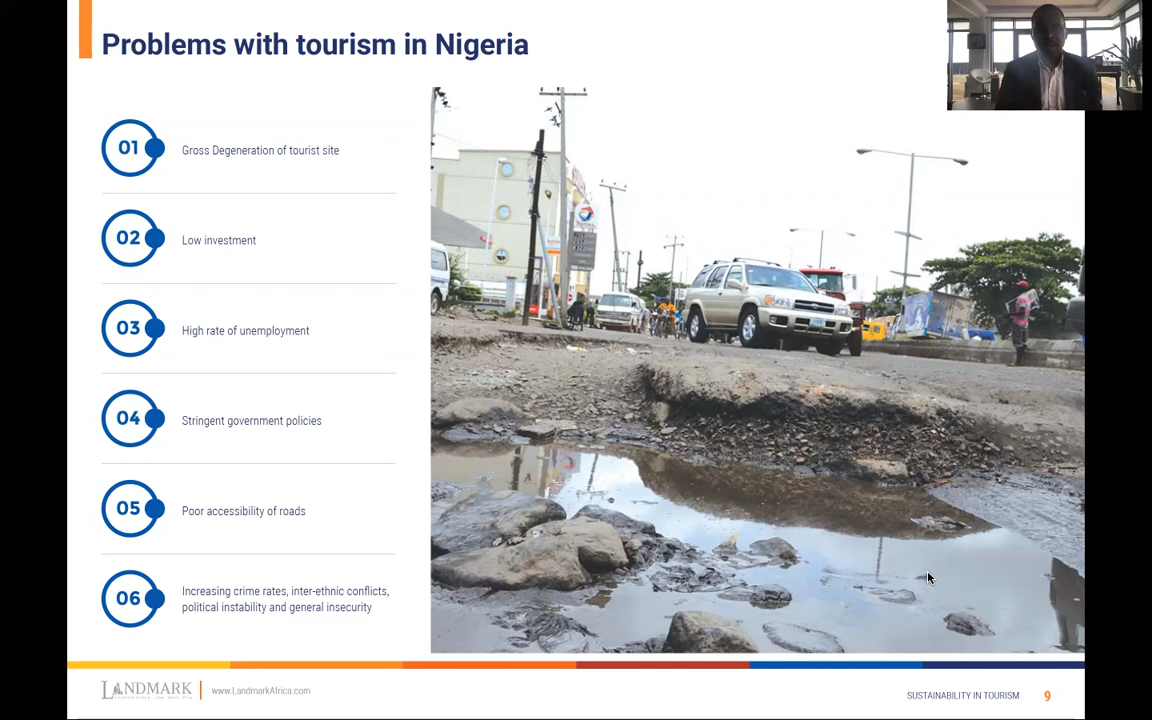 Problems with tourism in Nigeria
01
Gross Degeneration of tourist site
02
Low investment
03
High rate of unemployment
04
Stringent government policies
05
Poor accessibility of roads
06
Increasing crime rates, inter-ethnic conflicts,
political instability and general insecurity
TOTAL
LANDMARK
www.LandmarkAfrica.com
SUSTAINABILITY IN TOURISM
9